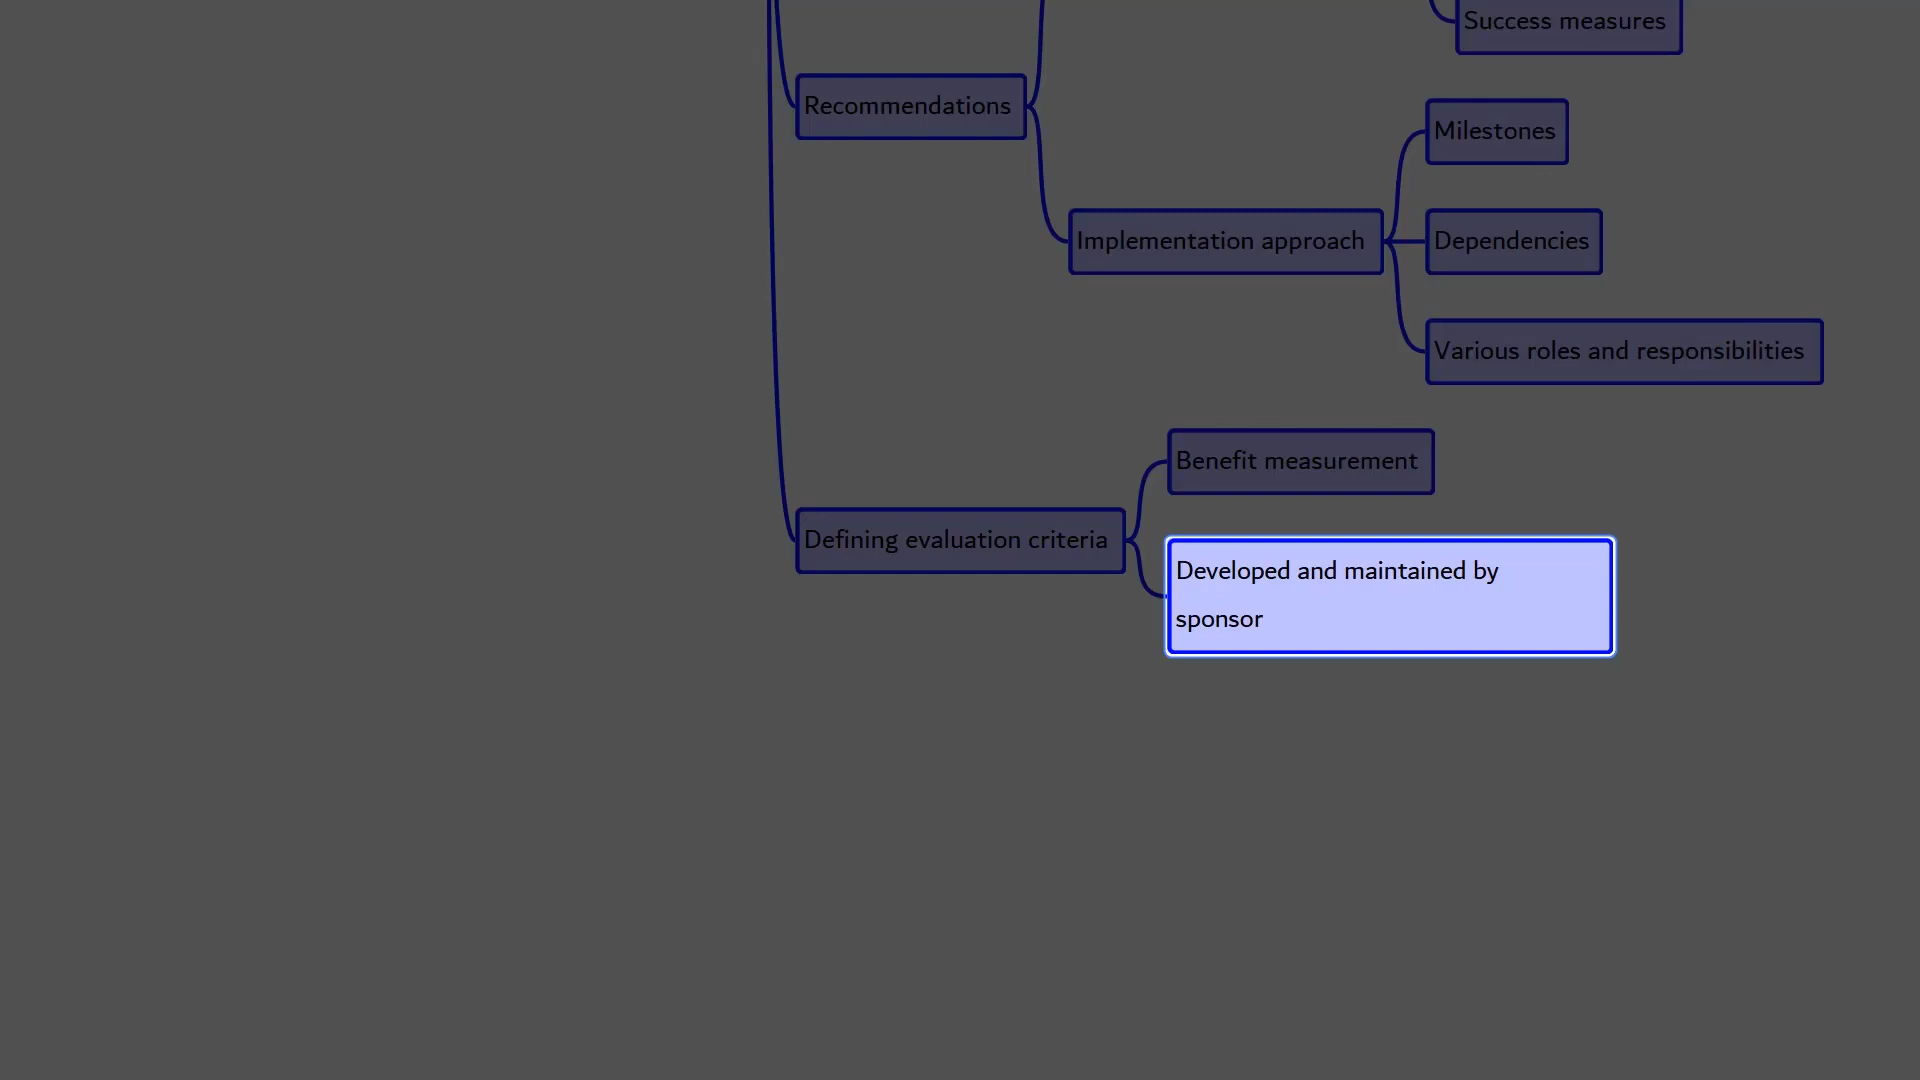 Success measures
Recommendations
Milestones
Implementation approach
Dependencies
Various roles and responsibilities
Benefit measurement
Defining evaluation criteria
Developed and maintained by
sponsor